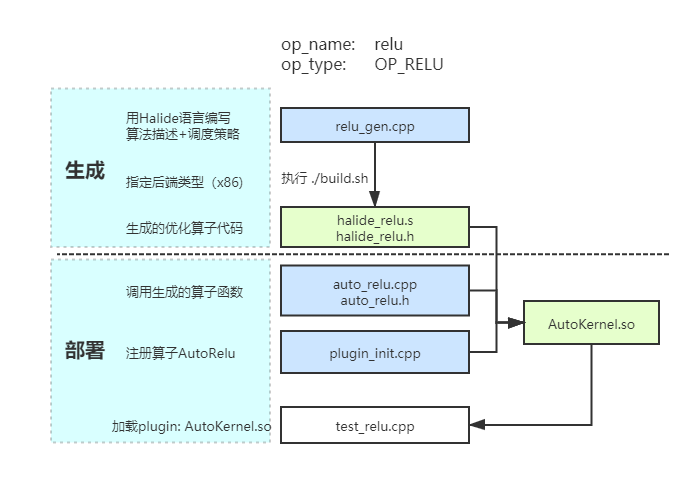 op_name: relu
op_type: OP_RELU
用Halide语言编写
算法描述+调度策略
relu_gen.cpp
生成
指定后端类型（x86）
执行 ./build.sh
生成的优化算子代码
halide_relu.s
halide_relu.h
调用生成的算子函数
auto_relu.cpp
auto_relu.h
AutoKernel.so
部署
注册算子AutoRelu
plugin_init.cpp
加载plugin: AutoKernel.so
test_relu.cpp